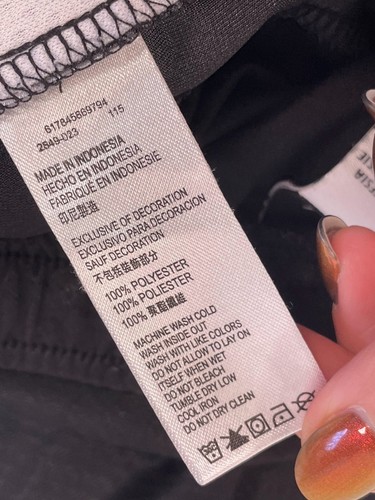 617845869794
2849-023 115
MADE IN INDONESIA
HECHO EN INDONESIA
FABRIQUÉ EN INDONESIE
印尼製造
EXCLUSIVE OF DECORATION
EXCLUSIVO PARA DECORACION
SAUF DECORATION
不包括裝飾部分
100% POLYESTER
100% POLIESTER
100% 聚酯纖維
MACHINE WASH COLD
WASH INSIDE OUT
WASH WITH LIKE COLORS
DO NOT ALLOW TO LAY ON
ITSELF WHEN WET
DO NOT BLEACH
TUMBLE DRY LOW
COOL IRON
DO NOT DRY CLEAN